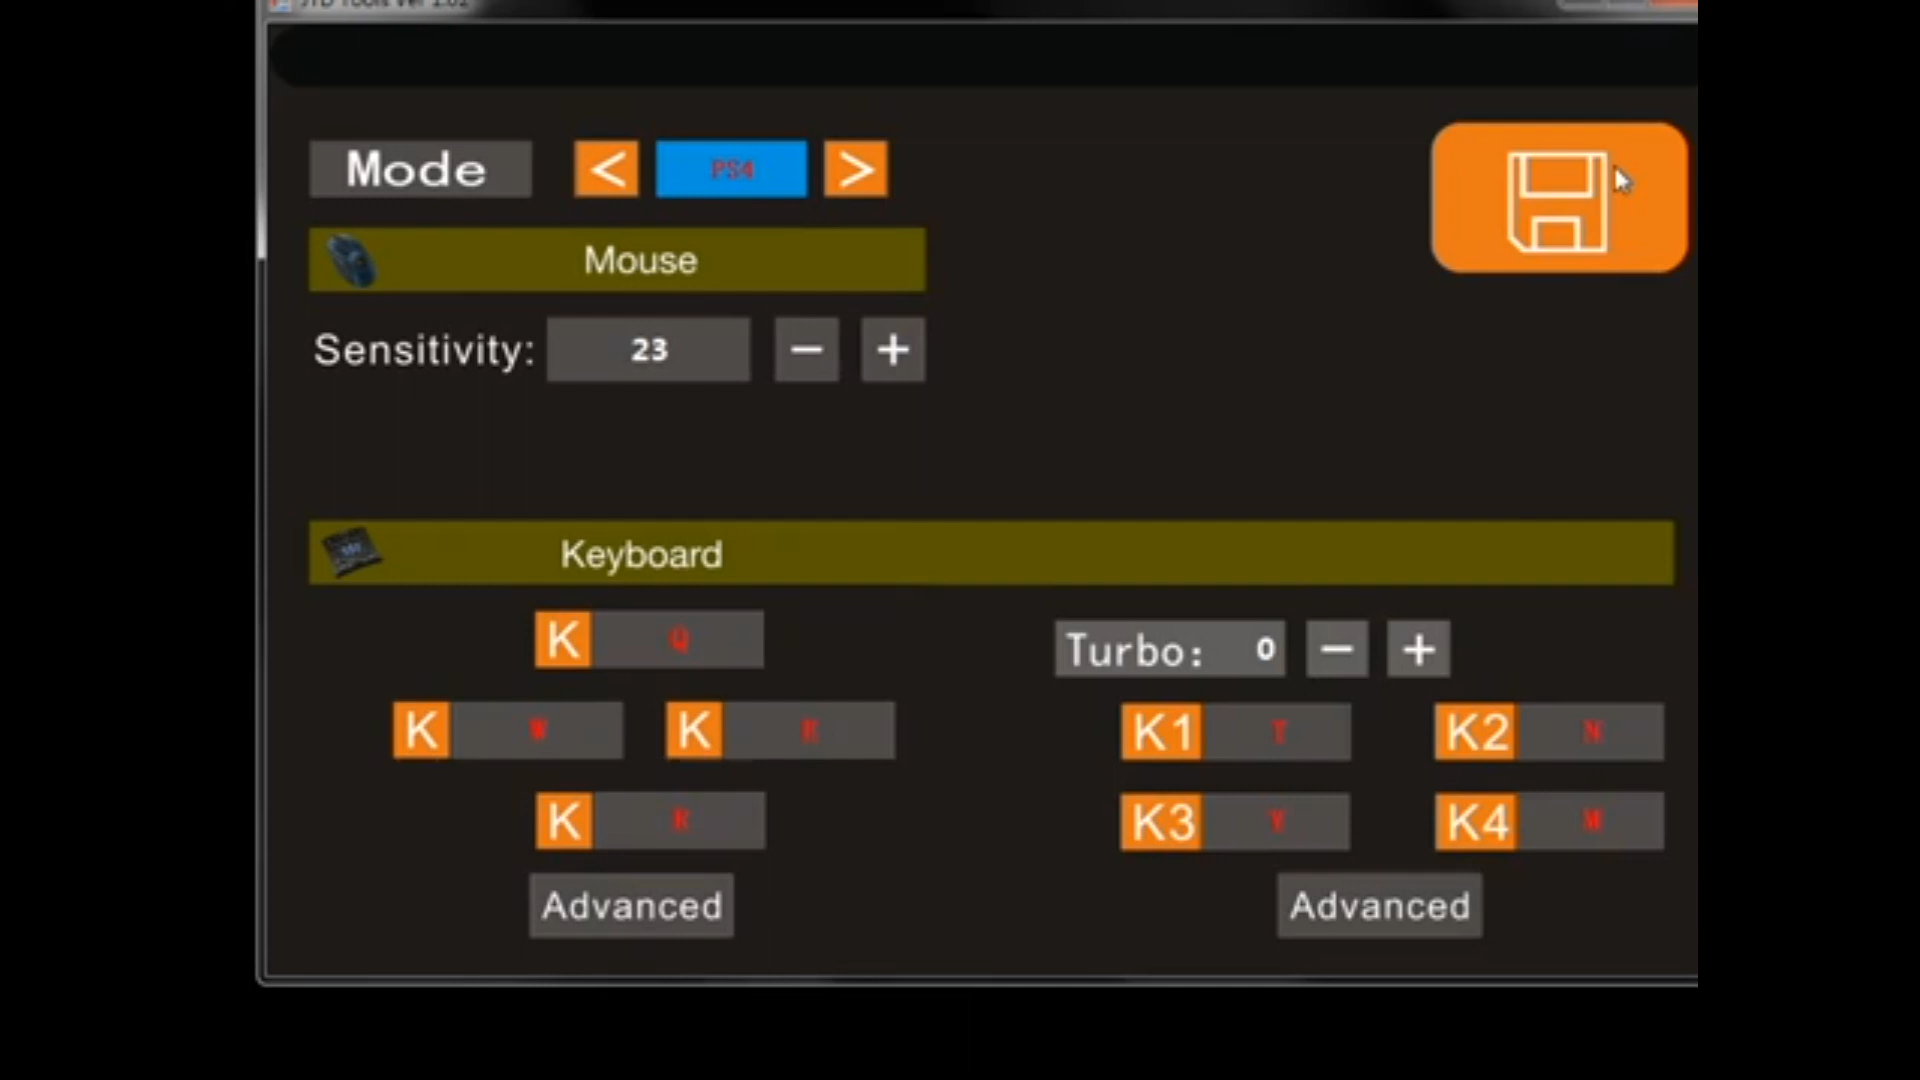 Mode < PS4 >
Mouse
Sensitivity: 23 − +
Keyboard
K Q
Turbo: 0 − +
K W K E
K1 T K2 N
K R
K3 Y K4 M
Advanced Advanced